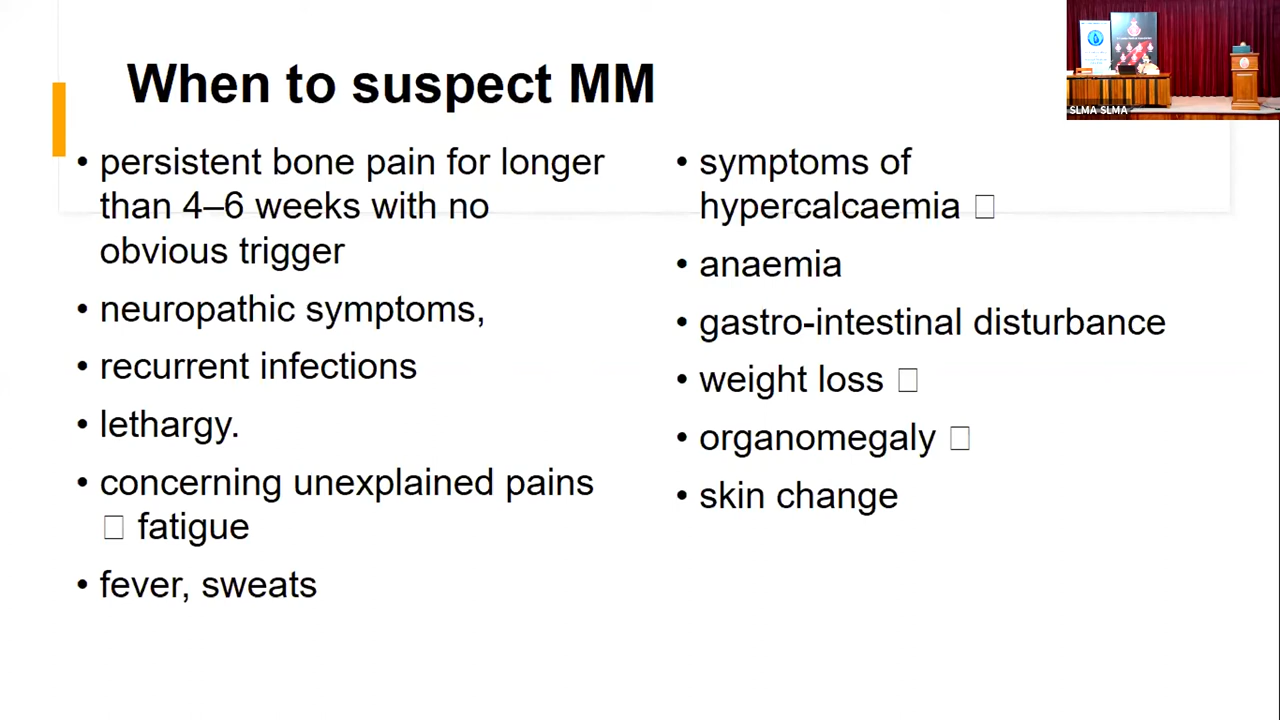 When to suspect MM
• persistent bone pain for longer
than 4–6 weeks with no
obvious trigger
• neuropathic symptoms,
• recurrent infections
• lethargy.
• concerning unexplained pains
□ fatigue
• fever, sweats
• symptoms of
hypercalcaemia □
• anaemia
• gastro-intestinal disturbance
• weight loss □
• organomegaly □
• skin change
SLMA SLMA